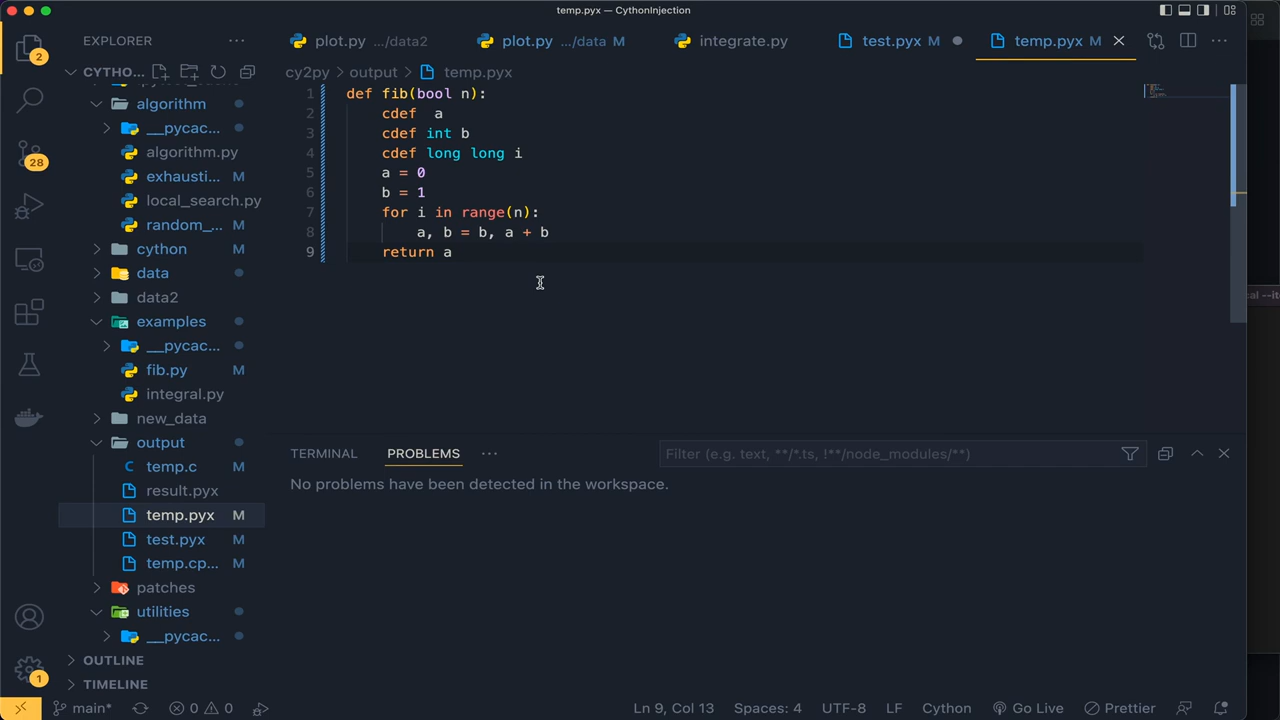 temp.pyx — CythonInjection
2
EXPLORER
plot.py .../data2
plot.py .../data M
integrate.py
test.pyx M
temp.pyx M
CYTHO...
cy2py > output > temp.pyx
algorithm
__pycac...
algorithm.py
exhausti... M
local_search.py
random_... M
cython
data
data2
examples
__pycac...
fib.py M
integral.py
new_data
output
temp.c M
result.pyx
temp.pyx M
test.pyx M
temp.cp... M
patches
utilities
__pycac...
OUTLINE
TIMELINE
28
1
1 def fib(bool n):
2 cdef  a
3 cdef int b
4 cdef long long i
5 a = 0
6 b = 1
7 for i in range(n):
8 a, b = b, a + b
9 return a
TERMINAL
PROBLEMS
Filter (e.g. text, **/*.ts, !**/node_modules/**)
No problems have been detected in the workspace.
main*
0
0
Ln 9, Col 13
Spaces: 4
UTF-8
LF
Cython
Go Live
Prettier